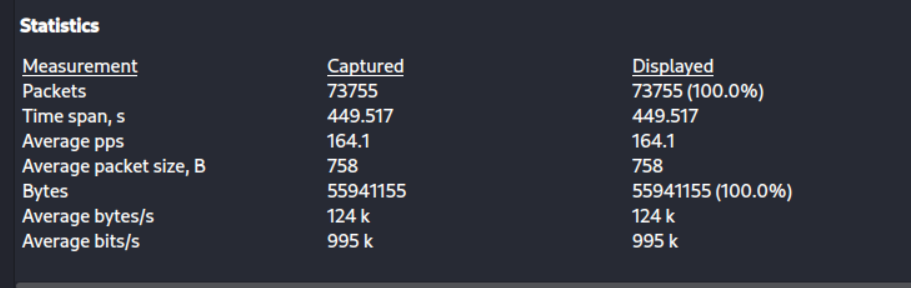 Statistics
Measurement Captured Displayed
Packets 73755 73755 (100.0%)
Time span, s 449.517 449.517
Average pps 164.1 164.1
Average packet size, B 758 758
Bytes 55941155 55941155 (100.0%)
Average bytes/s 124 k 124 k
Average bits/s 995 k 995 k